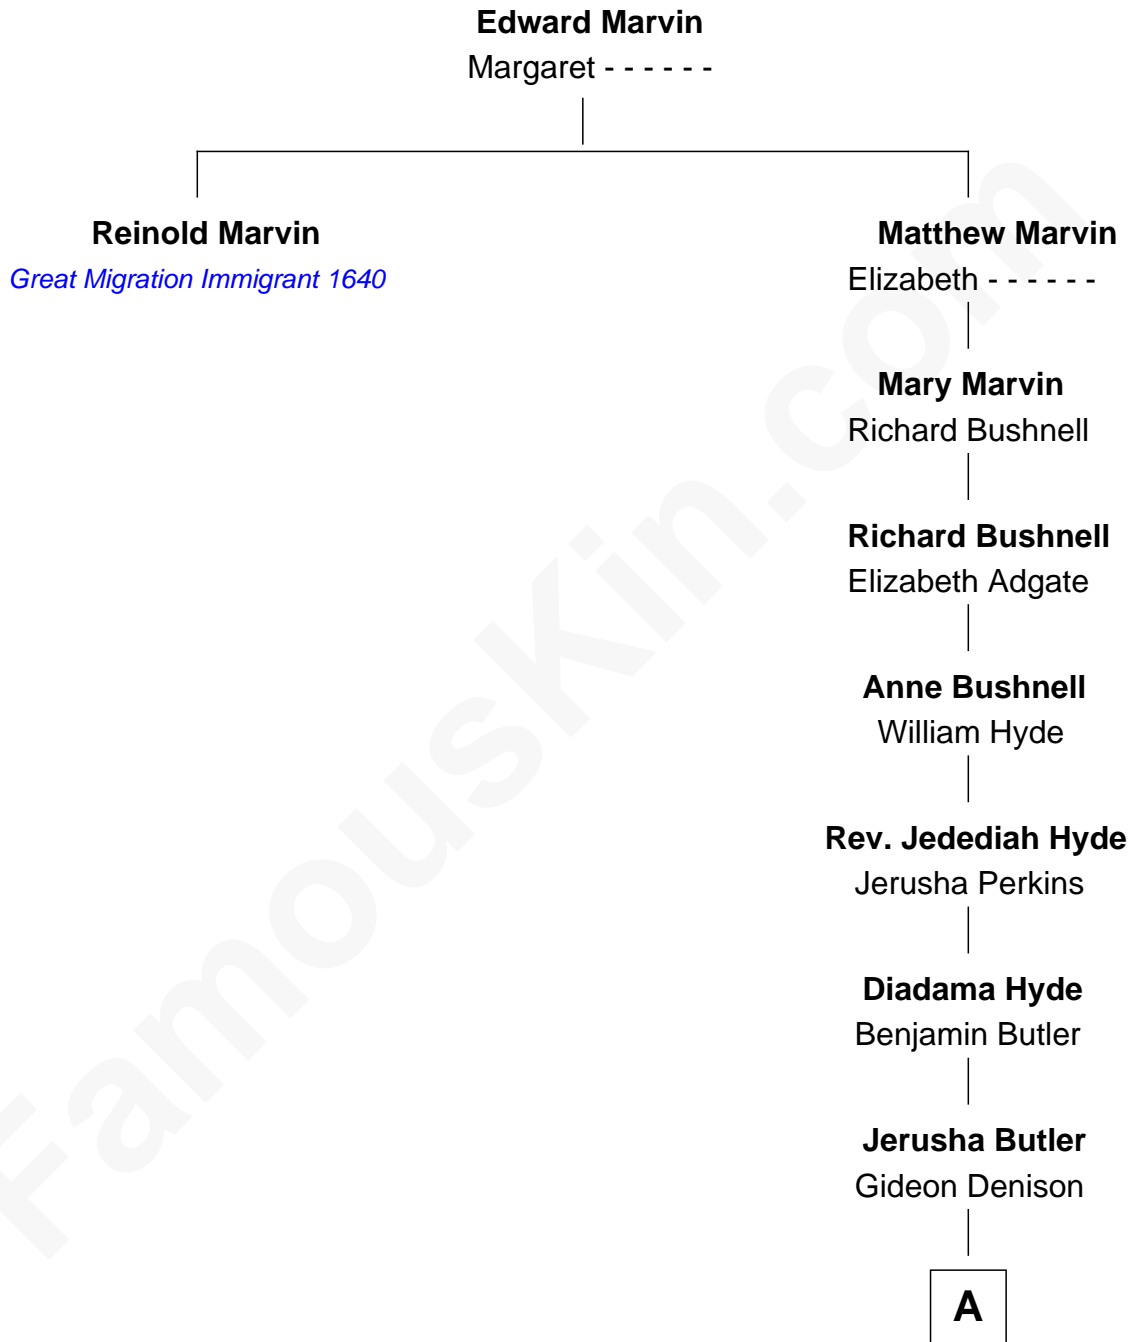 Edward Marvin
Margaret - - - - - -
Reinold Marvin
Great Migration Immigrant 1640
Matthew Marvin
Elizabeth - - - - - -
Mary Marvin
Richard Bushnell
Richard Bushnell
Elizabeth Adgate
Anne Bushnell
William Hyde
Rev. Jedediah Hyde
Jerusha Perkins
Diadama Hyde
Benjamin Butler
Jerusha Butler
Gideon Denison
A
FamousKin.com